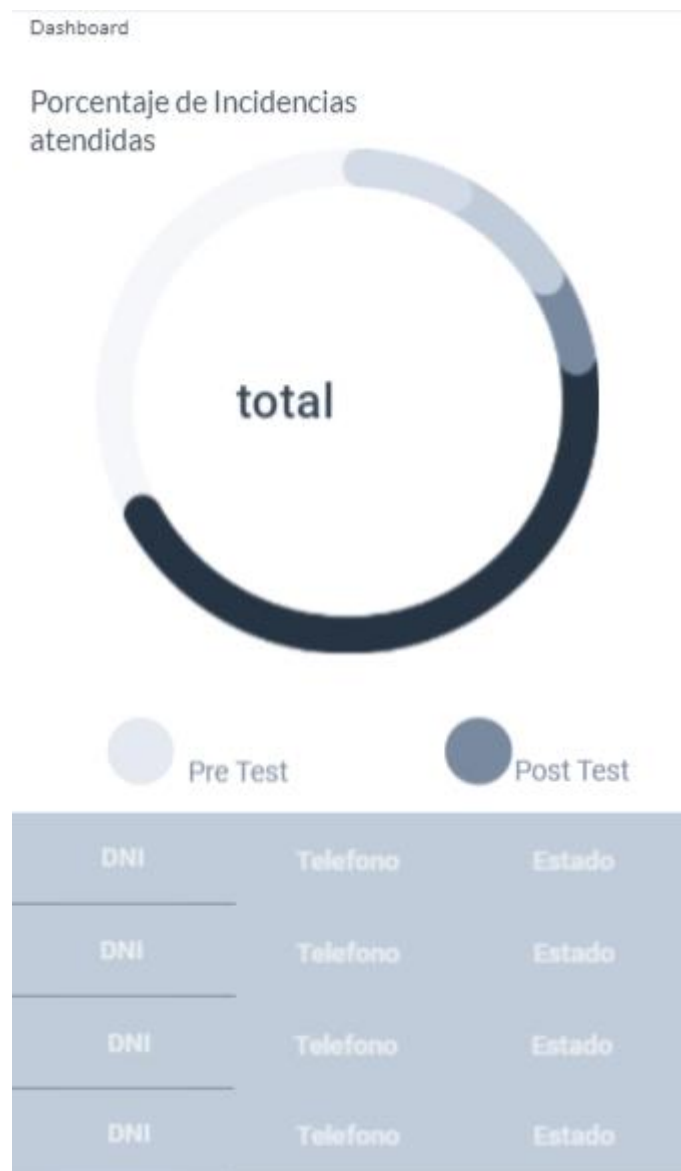 Dashboard
Porcentaje de Incidencias
atendidas
total
Pre Test
Post Test
DNI Telefono Estado
DNI Telefono Estado
DNI Telefono Estado
DNI Telefono Estado